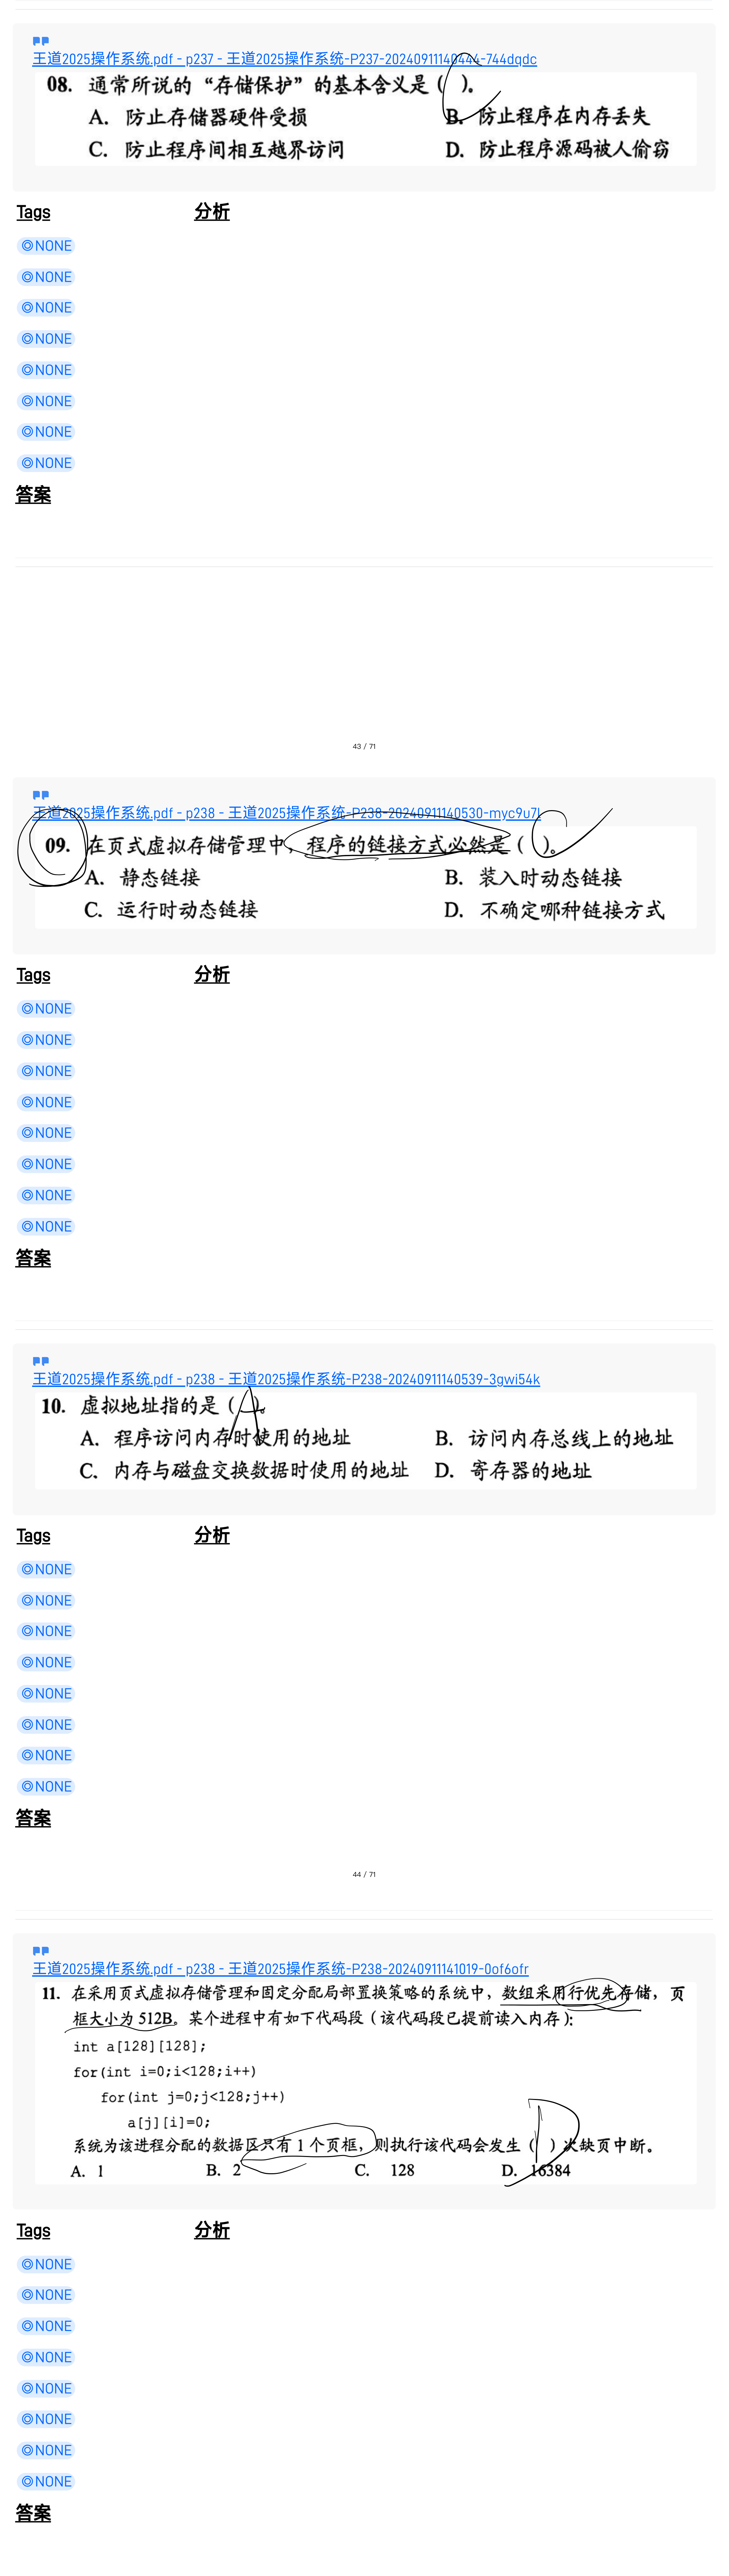 王道2025操作系统.pdf - p237 - 王道2025操作系统-P237-20240911140444-744dqdc
08. 通常所说的“存储保护”的基本含义是( C )。
A. 防止存储器硬件受损 B. 防止程序在内存丢失
C. 防止程序间相互越界访问 D. 防止程序源码被人偷窃
Tags 分析
◎NONE
◎NONE
◎NONE
◎NONE
◎NONE
◎NONE
◎NONE
◎NONE
答案
43 / 71
王道2025操作系统.pdf - p238 - 王道2025操作系统-P238-20240911140530-myc9u7l
09. 在页式虚拟存储管理中，程序的链接方式必然是( C )。
A. 静态链接 B. 装入时动态链接
C. 运行时动态链接 D. 不确定哪种链接方式
Tags 分析
◎NONE
◎NONE
◎NONE
◎NONE
◎NONE
◎NONE
◎NONE
◎NONE
答案
王道2025操作系统.pdf - p238 - 王道2025操作系统-P238-20240911140539-3gwi54k
10. 虚拟地址指的是( A )。
A. 程序访问内存时使用的地址 B. 访问内存总线上的地址
C. 内存与磁盘交换数据时使用的地址 D. 寄存器的地址
Tags 分析
◎NONE
◎NONE
◎NONE
◎NONE
◎NONE
◎NONE
◎NONE
◎NONE
答案
44 / 71
王道2025操作系统.pdf - p238 - 王道2025操作系统-P238-20240911141019-0of6ofr
11. 在采用页式虚拟存储管理和固定分配局部置换策略的系统中，数组采用行优先存储，页
框大小为 512B。某个进程中有如下代码段（该代码段已提前读入内存）：
int a[128][128];
for(int i=0;i<128;i++)
for(int j=0;j<128;j++)
a[j][i]=0;
系统为该进程分配的数据区只有 1 个页框，则执行该代码会发生( D )次缺页中断。
A. 1 B. 2 C. 128 D. 16384
Tags 分析
◎NONE
◎NONE
◎NONE
◎NONE
◎NONE
◎NONE
◎NONE
◎NONE
答案